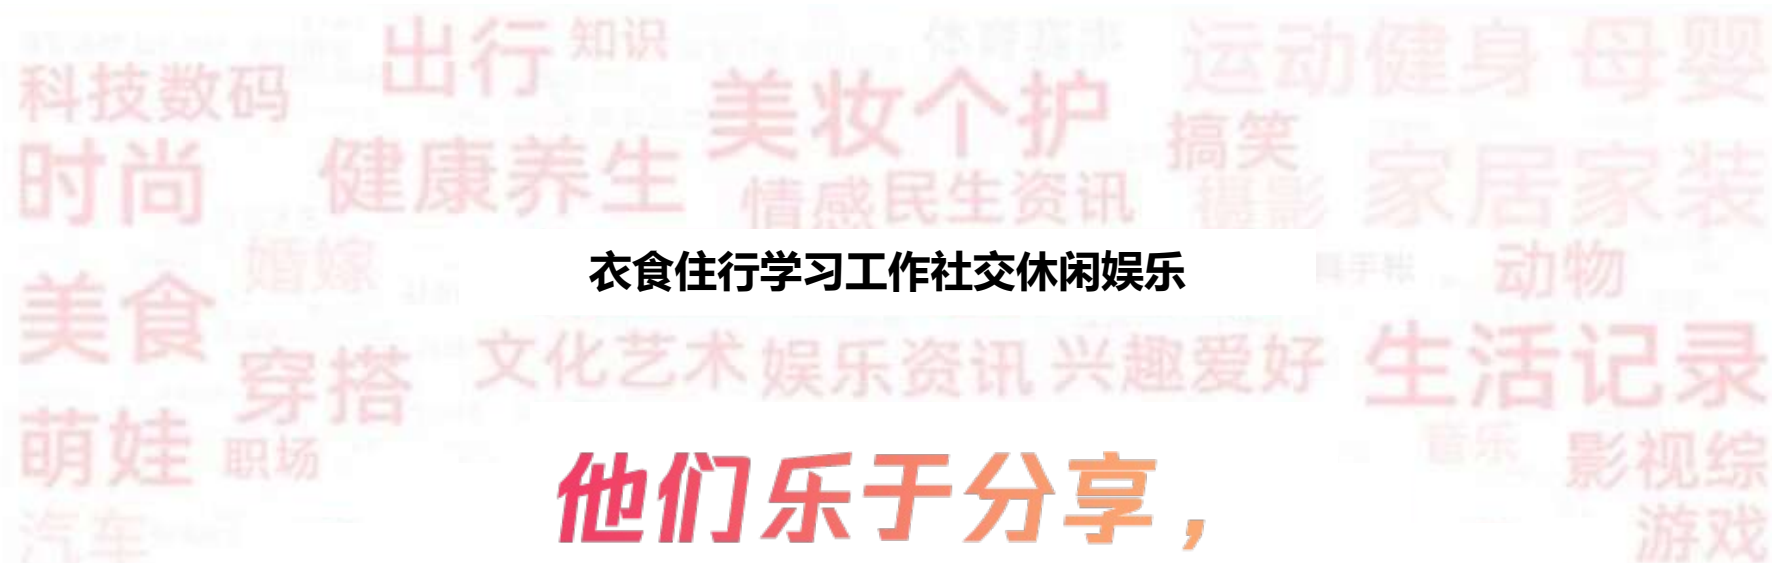 出行 知识 体育赛事 运动健身 母婴
科技数码 美妆个护 搞笑
时尚 健康养生 情感 民生资讯 摄影 家居家装
婚嫁 衣食住行学习工作社交休闲娱乐 动物
美食 文化艺术 娱乐资讯 兴趣爱好 生活记录
穿搭
萌娃 职场 音乐 影视综
他们乐于分享，
汽车 游戏